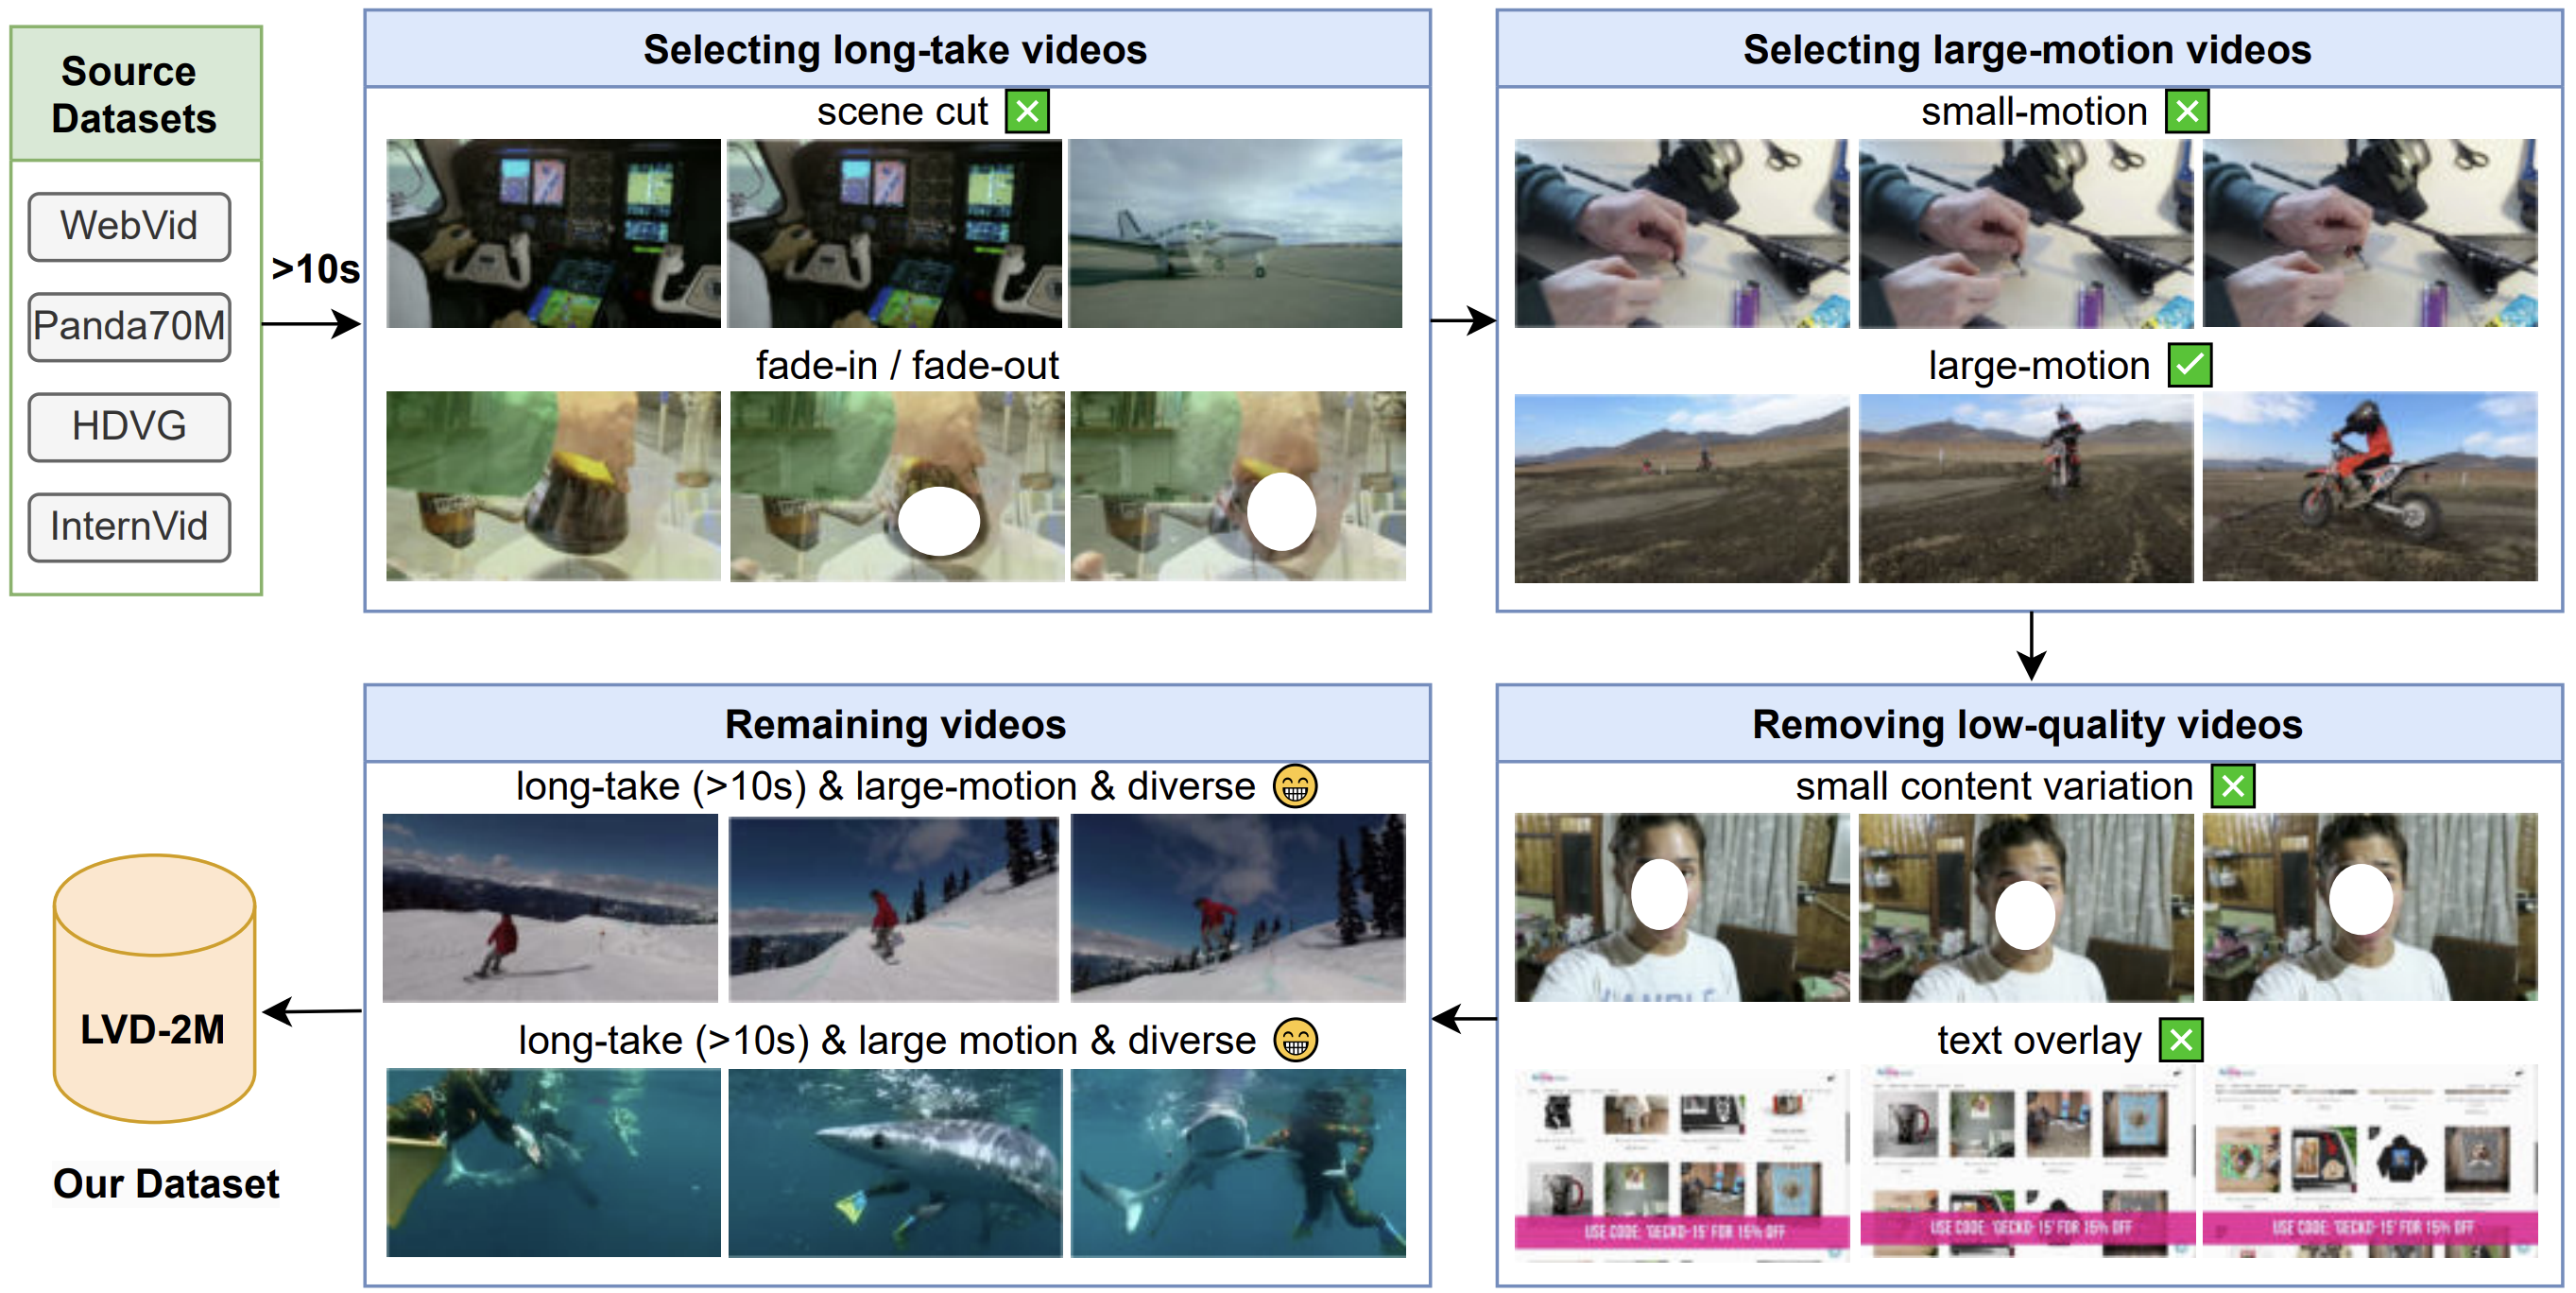 Source
Datasets
WebVid
Panda70M
HDVG
InternVid
>10s
Selecting long-take videos
scene cut
fade-in / fade-out
Selecting large-motion videos
small-motion
large-motion
Removing low-quality videos
small content variation
text overlay
USE CODE: 'GECKO-15' FOR 15% OFF
USE CODE: 'GECKO-15' FOR 15% OFF
USE CODE: 'GECKO-15' FOR 15% OFF
Remaining videos
long-take (>10s) & large-motion & diverse
long-take (>10s) & large motion & diverse
LVD-2M
Our Dataset